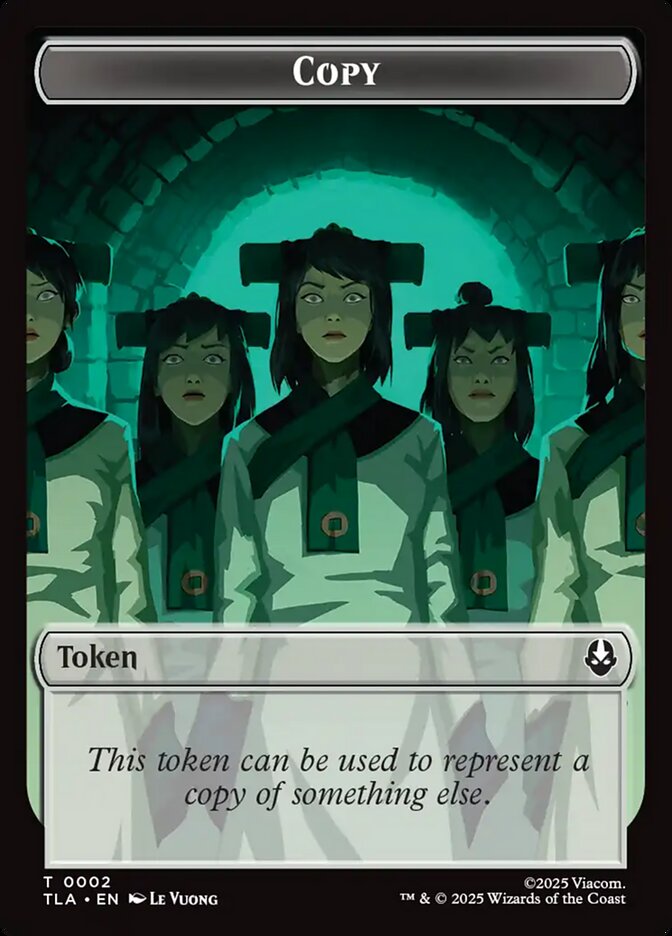 Copy
Token
This token can be used to represent a
copy of something else.
T 0002
TLA • EN Le Vuong
©2025 Viacom.
™ & © 2025 Wizards of the Coast